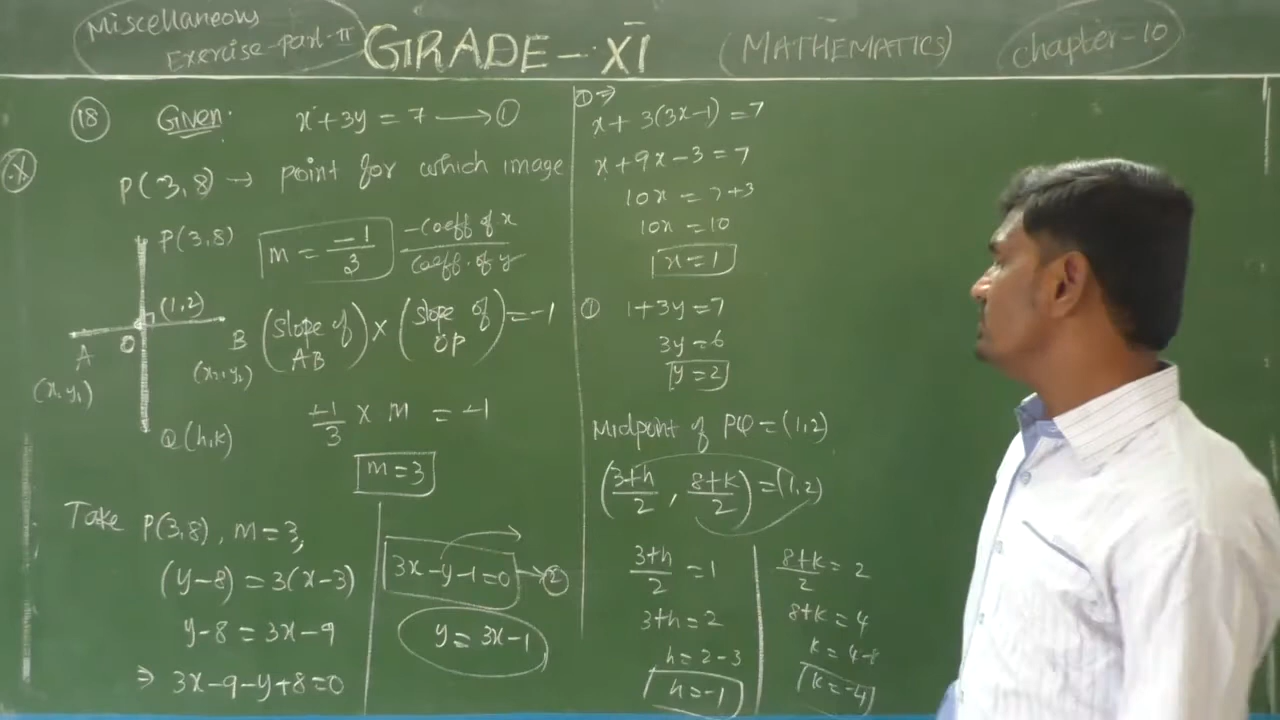 Miscellaneous
Exercise-part-II
GRADE - XI
(MATHEMATICS)
chapter-10
18 Given: x+3y = 7 → ①
P(3,8) → point for which image
P(3,8)
(1,2)
O
A
(x₁,y₁)
B
(x₂,y₂)
Q(h,k)
m = -1/3 -coeff of x / coeff. of y
(slope of AB) × (slope of OP) = -1
-1/3 × m = -1
m = 3
Take P(3,8), m=3,
(y-8) = 3(x-3)
y-8 = 3x-9
⇒ 3x-9-y+8=0
3x-y-1=0 → ②
y = 3x-1
①⇒
x + 3(3x-1) = 7
x+9x-3=7
10x = 7+3
10x = 10
x=1
① 1+3y=7
3y=6
y=2
Midpoint of PQ = (1,2)
(3+h/2, 8+k/2) = (1,2)
3+h/2 = 1
3+h = 2
h = 2-3
h=-1
8+k/2 = 2
8+k = 4
k = 4-8
k=-4